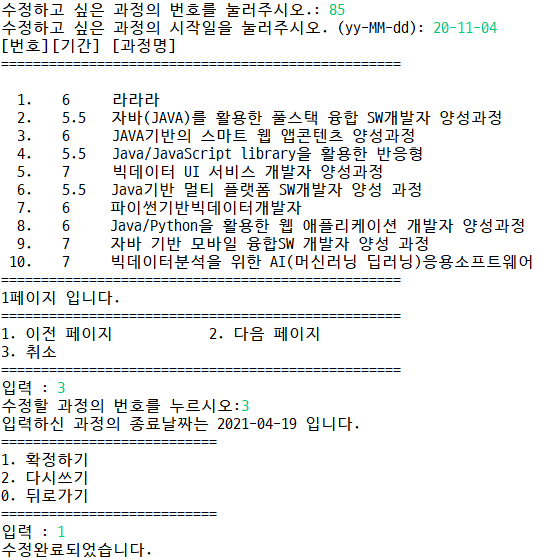 수정하고 싶은 과정의 번호를 눌러주시오.: 85
수정하고 싶은 과정의 시작일을 눌러주시오. (yy-MM-dd): 20-11-04
[번호][기간] [과정명]
==================================================
1. 6 라라라
2. 5.5 자바(JAVA)를 활용한 풀스택 융합 SW개발자 양성과정
3. 6 JAVA기반의 스마트 웹 앱콘텐츠 양성과정
4. 5.5 Java/JavaScript library을 활용한 반응형
5. 7 빅데이터 UI 서비스 개발자 양성과정
6. 5.5 Java기반 멀티 플랫폼 SW개발자 양성 과정
7. 6 파이썬기반빅데이터개발자
8. 6 Java/Python을 활용한 웹 애플리케이션 개발자 양성과정
9. 7 자바 기반 모바일 융합SW 개발자 양성 과정
10. 7 빅데이터분석을 위한 AI(머신러닝 딥러닝)응용소프트웨어
==================================================
1페이지 입니다.
==================================================
1. 이전 페이지 2. 다음 페이지
3. 취소
==================================================
입력 : 3
수정할 과정의 번호를 누르시오:3
입력하신 과정의 종료날짜는 2021-04-19 입니다.
===========================
1. 확정하기
2. 다시쓰기
0. 뒤로가기
===========================
입력 : 1
수정완료되었습니다.